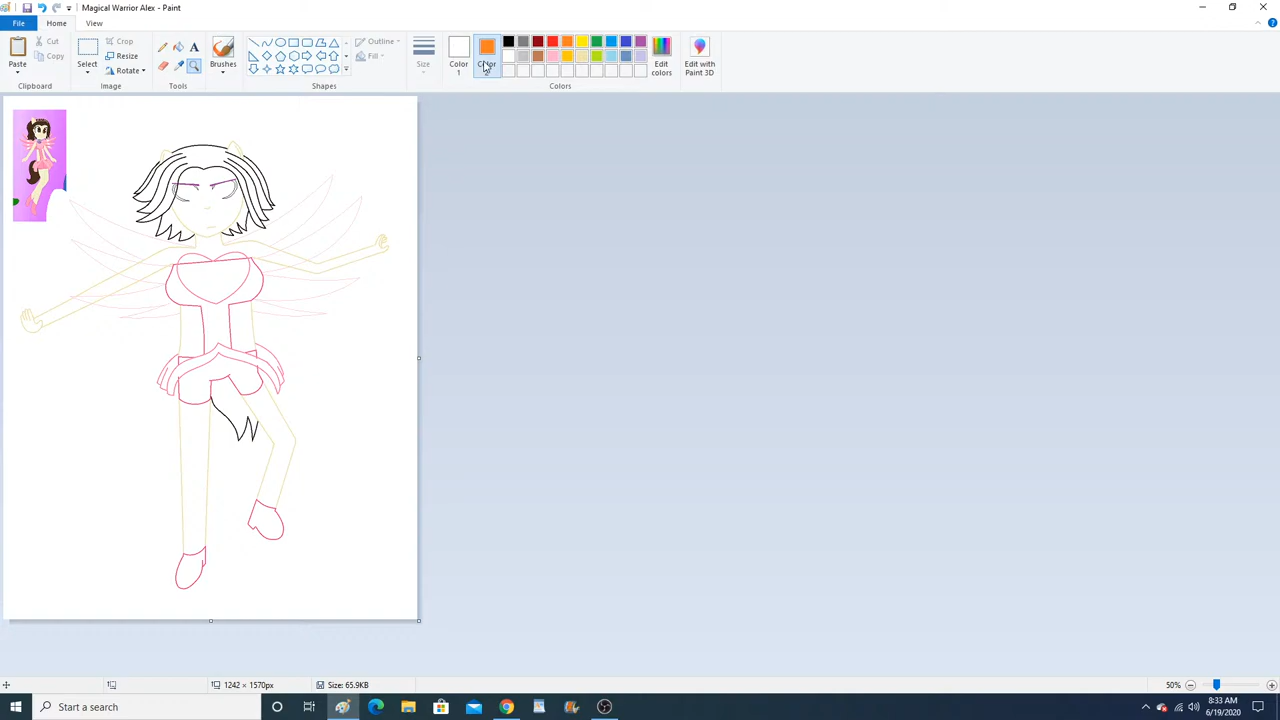 Magical Warrior Alex - Paint
File Home View
Paste Cut Copy Clipboard
Select Crop Resize Rotate Image
A Tools
Brushes
Outline Fill Shapes
Size
Color 1
Color
Edit colors
Colors
Edit with Paint 3D
1242 × 1570px
Size: 65.9KB
50%
Start a search
8:33 AM
6/19/2020